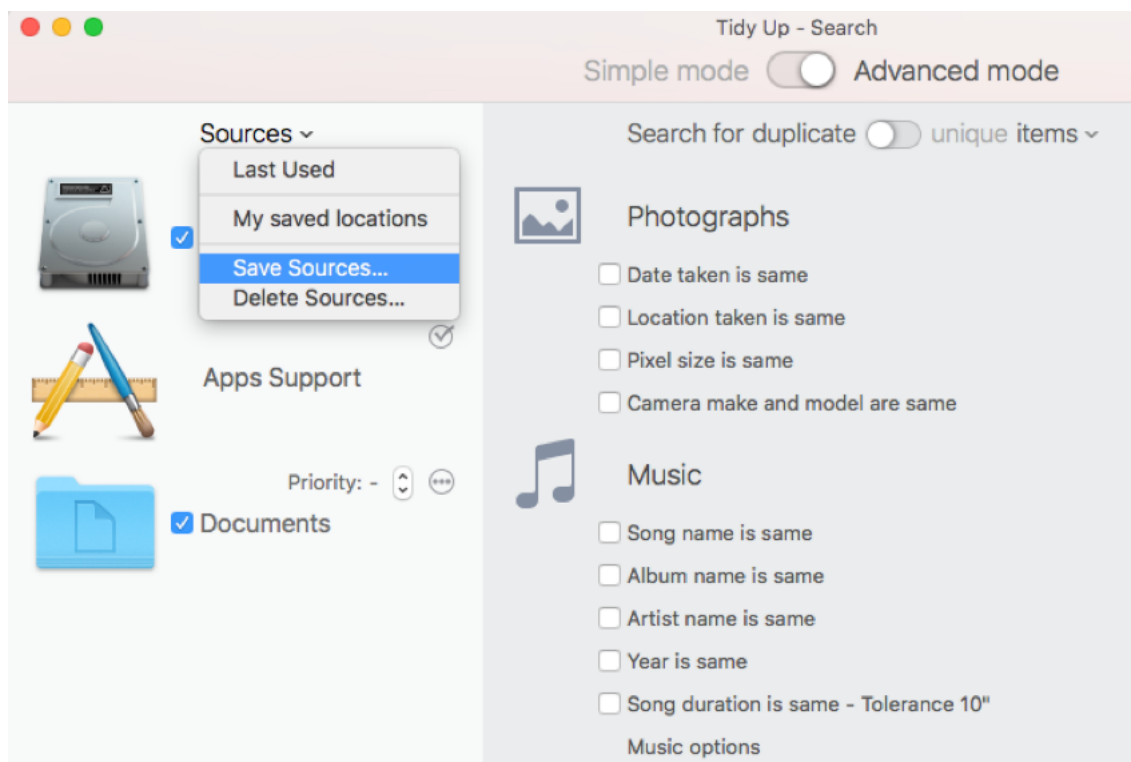 Tidy Up - Search
Simple mode Advanced mode
Sources
Last Used
My saved locations
Save Sources...
Delete Sources...
Apps Support
Priority: -
Documents
Search for duplicate unique items
Photographs
Date taken is same
Location taken is same
Pixel size is same
Camera make and model are same
Music
Song name is same
Album name is same
Artist name is same
Year is same
Song duration is same - Tolerance 10"
Music options